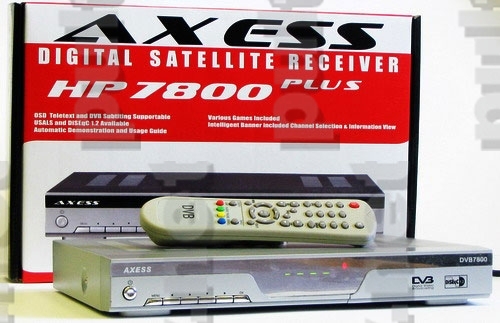 AXESS
DIGITAL SATELLITE RECEIVER
HP 7800 PLUS
OSD Teletext and DVB Subtitling Supportable
USALS and DISEqC 1.2 Available
Automatic Demonstration and Usage Guide
Various Games Included
Intelligent Banner included Channel Selection & Information View
AXESS
DVB
AXESS
DVB7800
DVB